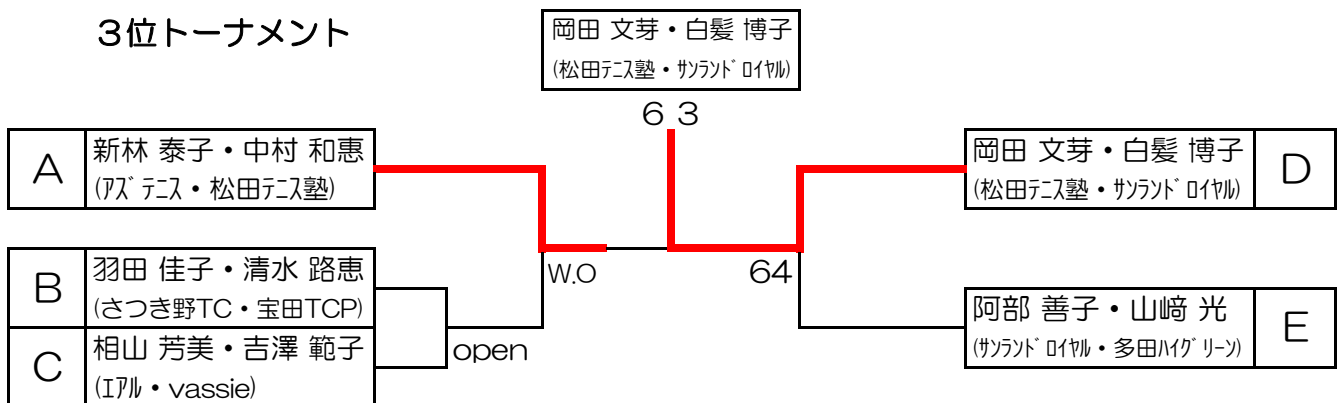 3位トーナメント
岡田 文芽・白髪 博子
(松田ﾃﾆｽ塾・ｻﾝﾗﾝﾄﾞﾛｲﾔﾙ)
6 3
A
新林 泰子・中村 和惠
(ｱｽﾞﾃﾆｽ・松田テニス塾)
岡田 文芽・白髪 博子
(松田ﾃﾆｽ塾・ｻﾝﾗﾝﾄﾞﾛｲﾔﾙ)
D
B
羽田 佳子・清水 路恵
(さつき野TC・宝田TCP)
W.O
64
C
相山 芳美・吉澤 範子
(ｴｱﾙ・vassie)
open
阿部 善子・山﨑 光
(ｻﾝﾗﾝﾄﾞﾛｲﾔﾙ・多田ﾊｲｸﾞﾘｰﾝ)
E